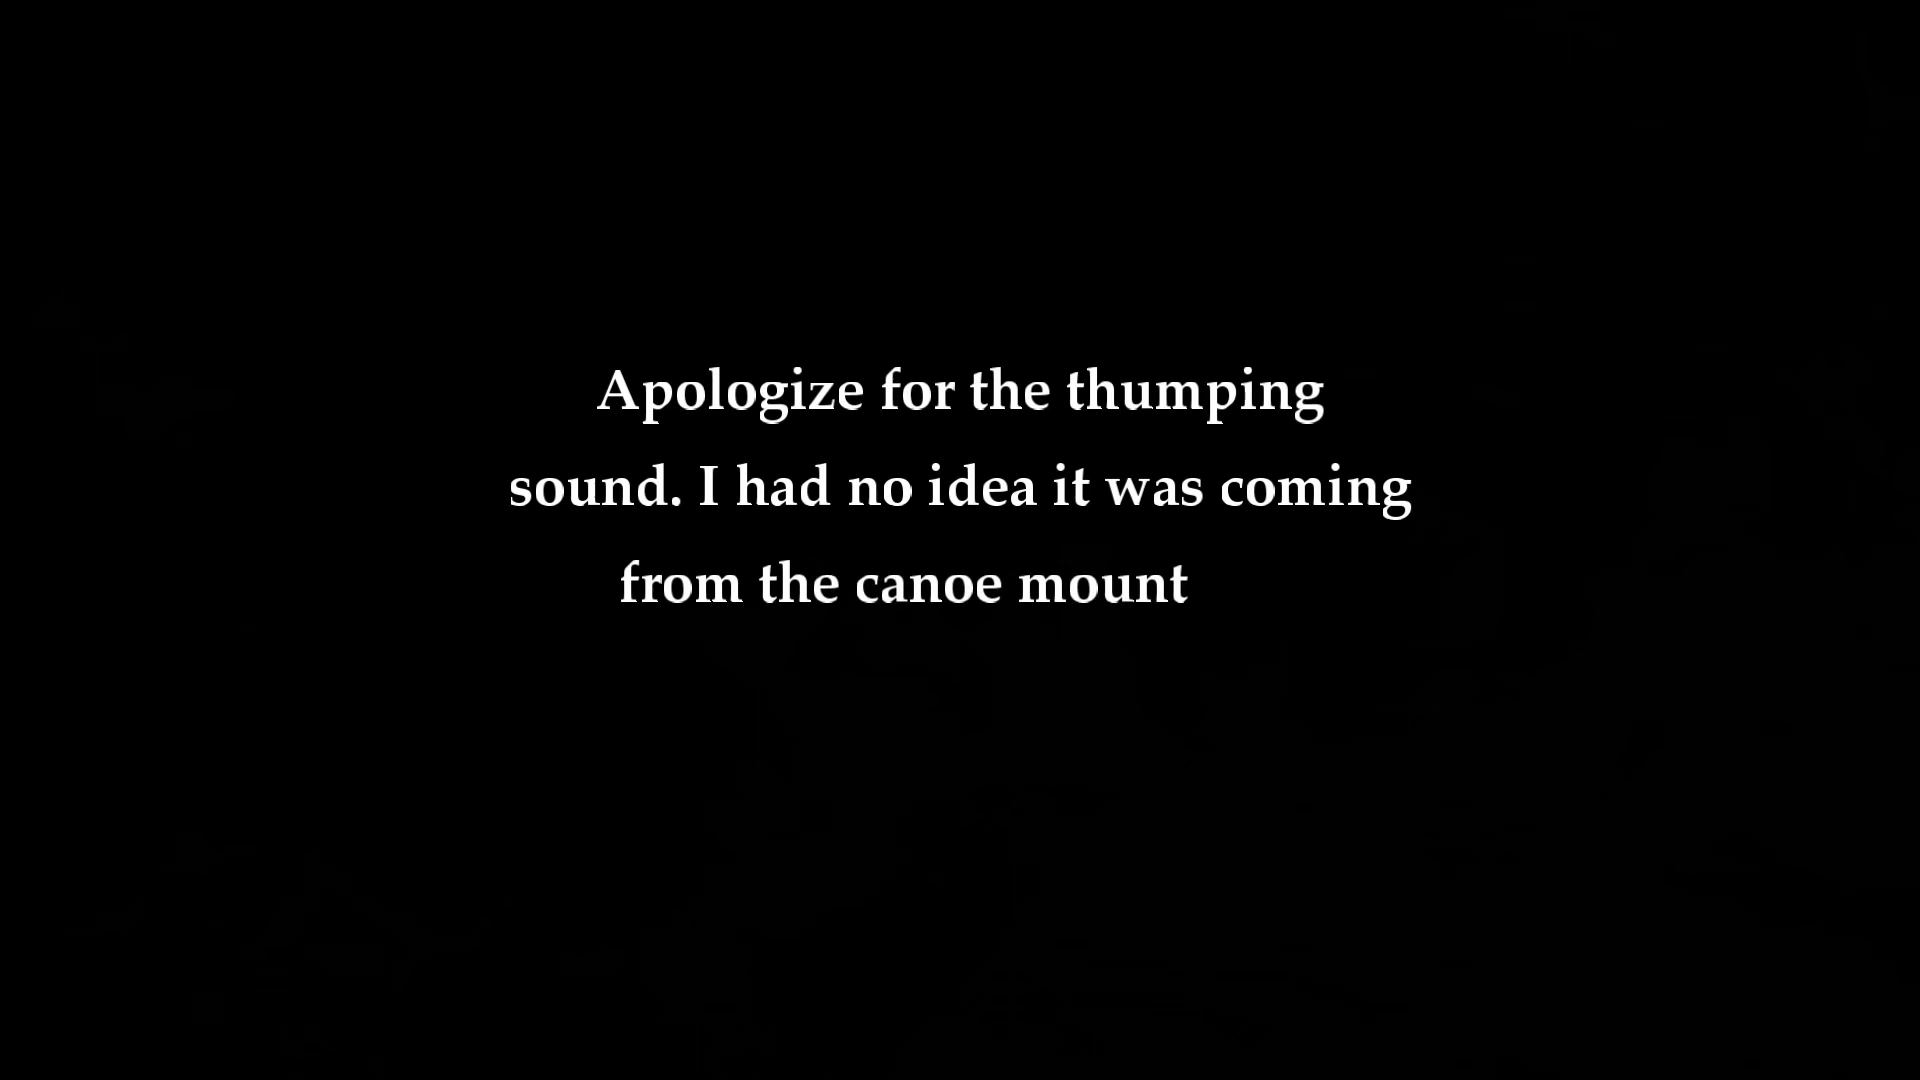 Apologize for the thumping
sound. I had no idea it was coming
from the canoe mount